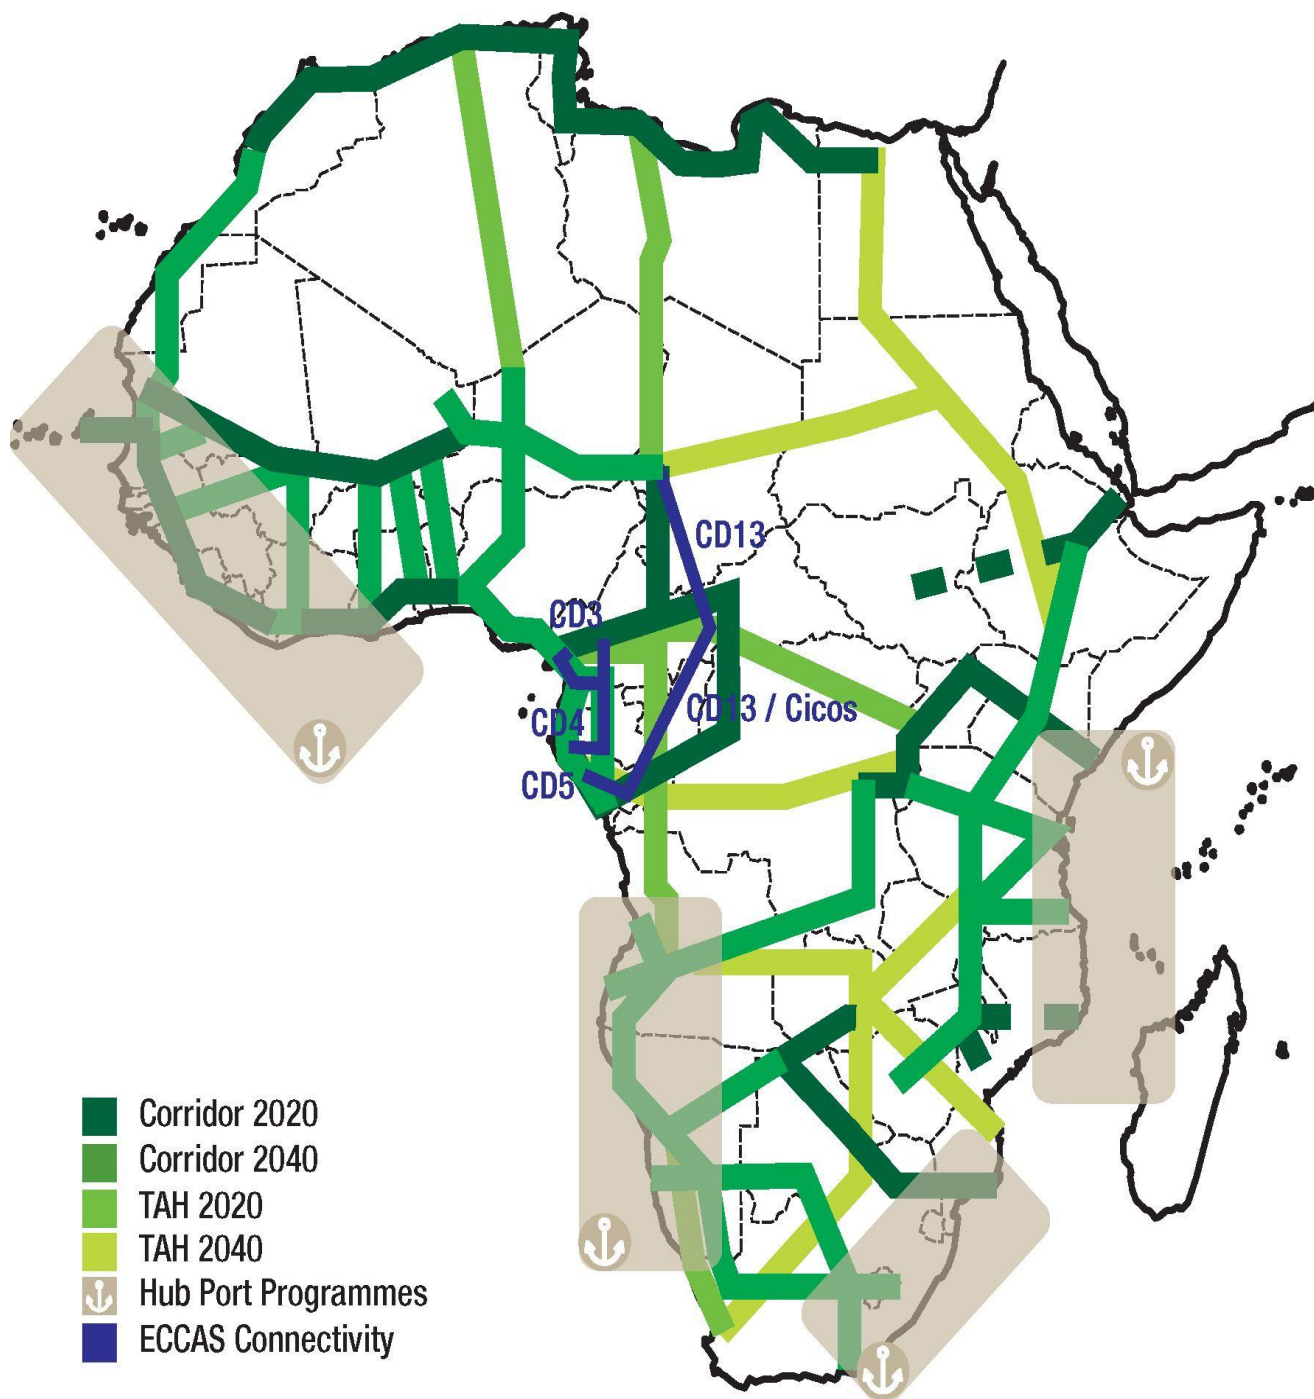 CD13
CD3
CD13 / Cicos
CD4
CD5
Corridor 2020
Corridor 2040
TAH 2020
TAH 2040
Hub Port Programmes
ECCAS Connectivity